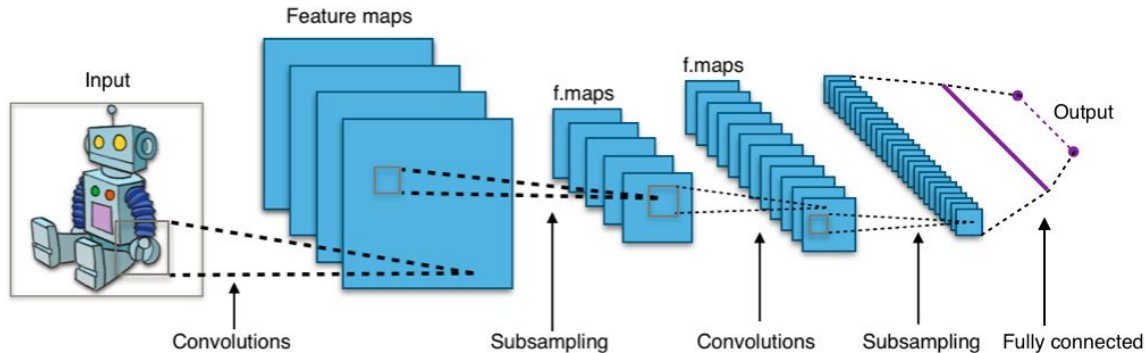 Feature maps
Input
f.maps
f.maps
Output
Convolutions
Subsampling
Convolutions
Subsampling
Fully connected